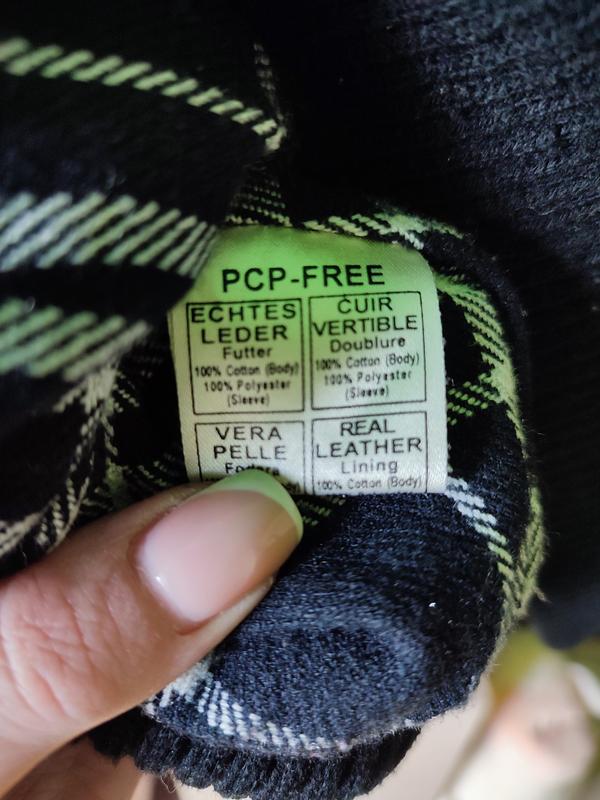 PCP-FREE
ECHTES
LEDER
Futter
100% Cotton (Body)
100% Polyester
(Sleeve)
CUIR
VERTIBLE
Doublure
100% Cotton (Body)
100% Polyester
(Sleeve)
VERA
PELLE
REAL
LEATHER
Lining
100% Cotton (Body)